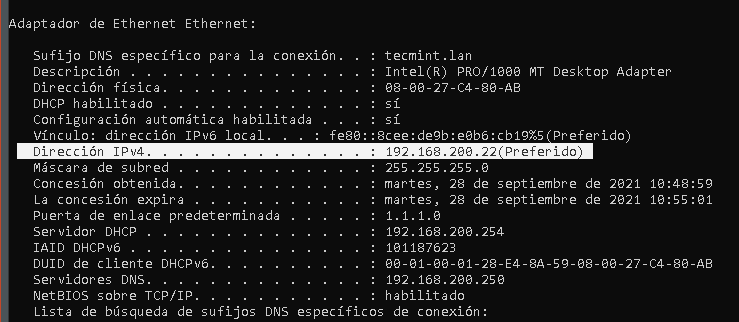 Adaptador de Ethernet Ethernet:
Sufijo DNS específico para la conexión. . : tecmint.lan
Descripción . . . . . . . . . . . . . . . : Intel(R) PRO/1000 MT Desktop Adapter
Dirección física. . . . . . . . . . . . . : 08-00-27-C4-80-AB
DHCP habilitado . . . . . . . . . . . . . : sí
Configuración automática habilitada . . . : sí
Vínculo: dirección IPv6 local. . . : fe80::8cee:de9b:e0b6:cb19%5(Preferido)
Dirección IPv4. . . . . . . . . . . . . . : 192.168.200.22(Preferido)
Máscara de subred . . . . . . . . . . . . : 255.255.255.0
Concesión obtenida. . . . . . . . . . . . : martes, 28 de septiembre de 2021 10:48:59
La concesión expira . . . . . . . . . . . : martes, 28 de septiembre de 2021 10:55:01
Puerta de enlace predeterminada . . . . . : 1.1.1.0
Servidor DHCP . . . . . . . . . . . . . . : 192.168.200.254
IAID DHCPv6 . . . . . . . . . . . . . . . : 101187623
DUID de cliente DHCPv6. . . . . . . . . . : 00-01-00-01-28-E4-8A-59-08-00-27-C4-80-AB
Servidores DNS. . . . . . . . . . . . . . : 192.168.200.250
NetBIOS sobre TCP/IP. . . . . . . . . . . : habilitado
Lista de búsqueda de sufijos DNS específicos de conexión: